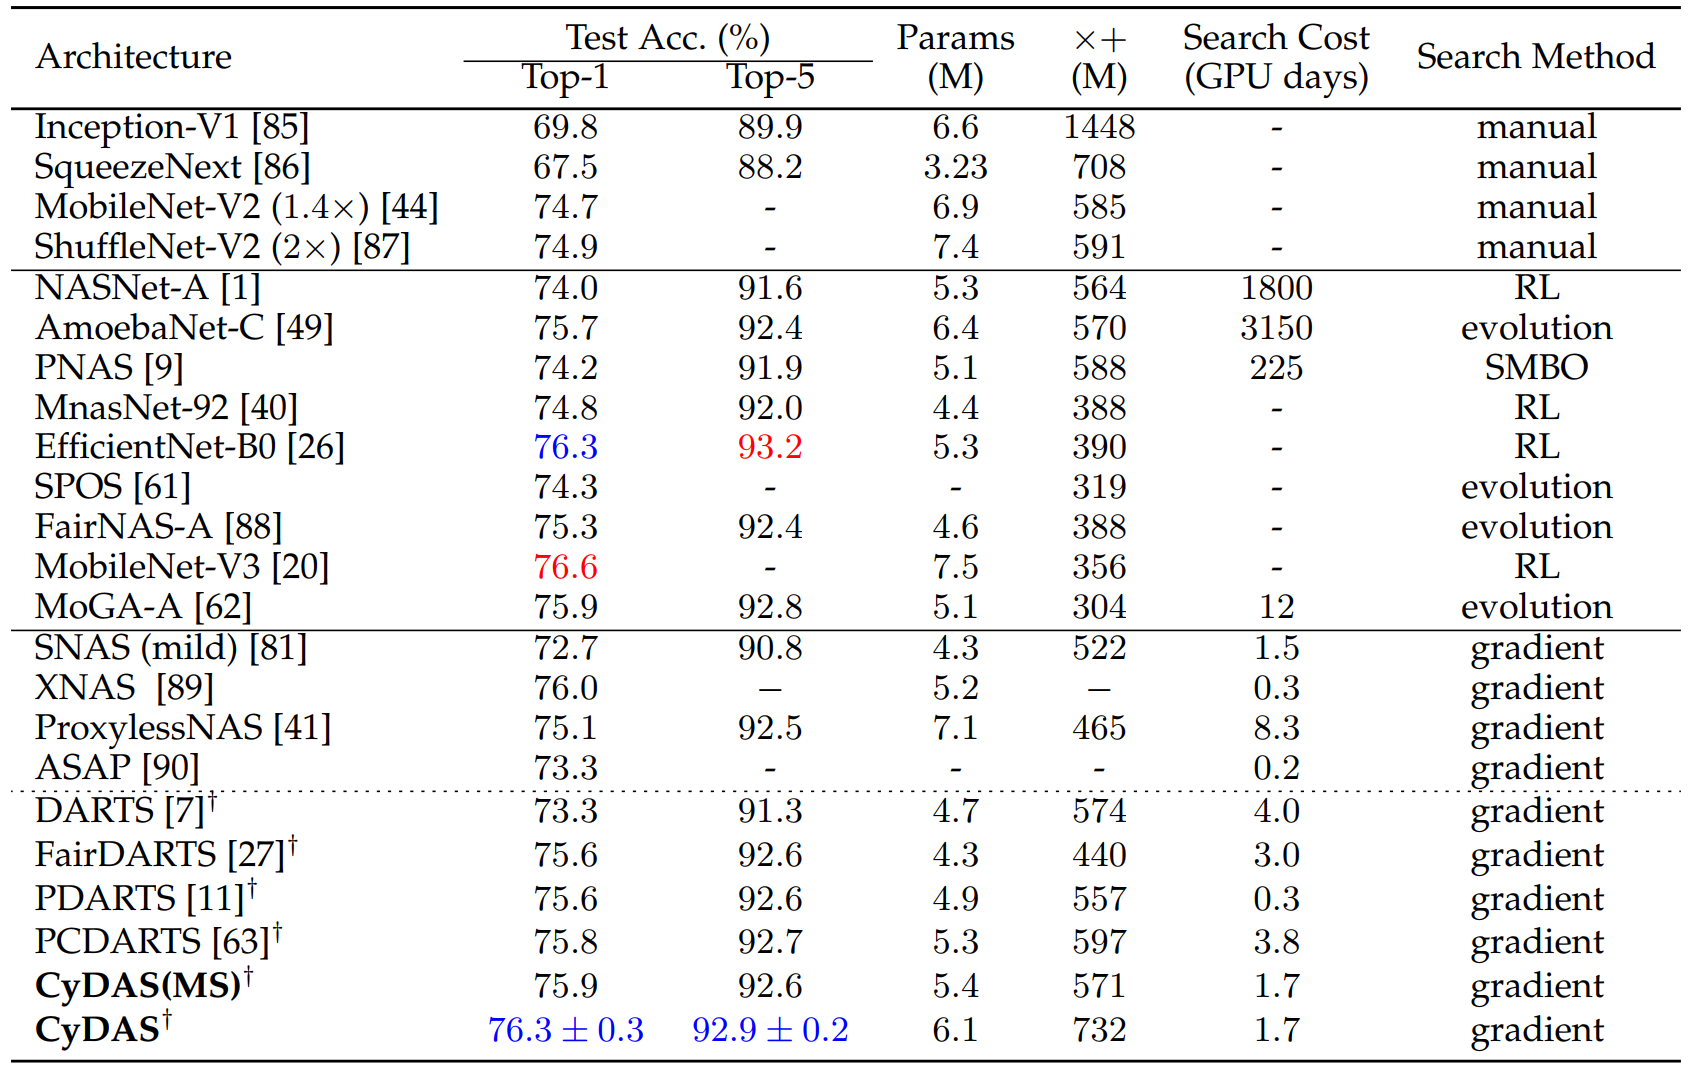 Architecture Test Acc. (%) Params ×+ Search Cost Search Method
Top-1 Top-5 (M) (M) (GPU days)
Inception-V1 [85] 69.8 89.9 6.6 1448 - manual
SqueezeNext [86] 67.5 88.2 3.23 708 - manual
MobileNet-V2 (1.4×) [44] 74.7 - 6.9 585 - manual
ShuffleNet-V2 (2×) [87] 74.9 - 7.4 591 - manual
NASNet-A [1] 74.0 91.6 5.3 564 1800 RL
AmoebaNet-C [49] 75.7 92.4 6.4 570 3150 evolution
PNAS [9] 74.2 91.9 5.1 588 225 SMBO
MnasNet-92 [40] 74.8 92.0 4.4 388 - RL
EfficientNet-B0 [26] 76.3 93.2 5.3 390 - RL
SPOS [61] 74.3 - - 319 - evolution
FairNAS-A [88] 75.3 92.4 4.6 388 - evolution
MobileNet-V3 [20] 76.6 - 7.5 356 - RL
MoGA-A [62] 75.9 92.8 5.1 304 12 evolution
SNAS (mild) [81] 72.7 90.8 4.3 522 1.5 gradient
XNAS [89] 76.0 − 5.2 − 0.3 gradient
ProxylessNAS [41] 75.1 92.5 7.1 465 8.3 gradient
ASAP [90] 73.3 - - - 0.2 gradient
DARTS [7]† 73.3 91.3 4.7 574 4.0 gradient
FairDARTS [27]† 75.6 92.6 4.3 440 3.0 gradient
PDARTS [11]† 75.6 92.6 4.9 557 0.3 gradient
PCDARTS [63]† 75.8 92.7 5.3 597 3.8 gradient
CyDAS(MS)† 75.9 92.6 5.4 571 1.7 gradient
CyDAS† 76.3 ± 0.3 92.9 ± 0.2 6.1 732 1.7 gradient